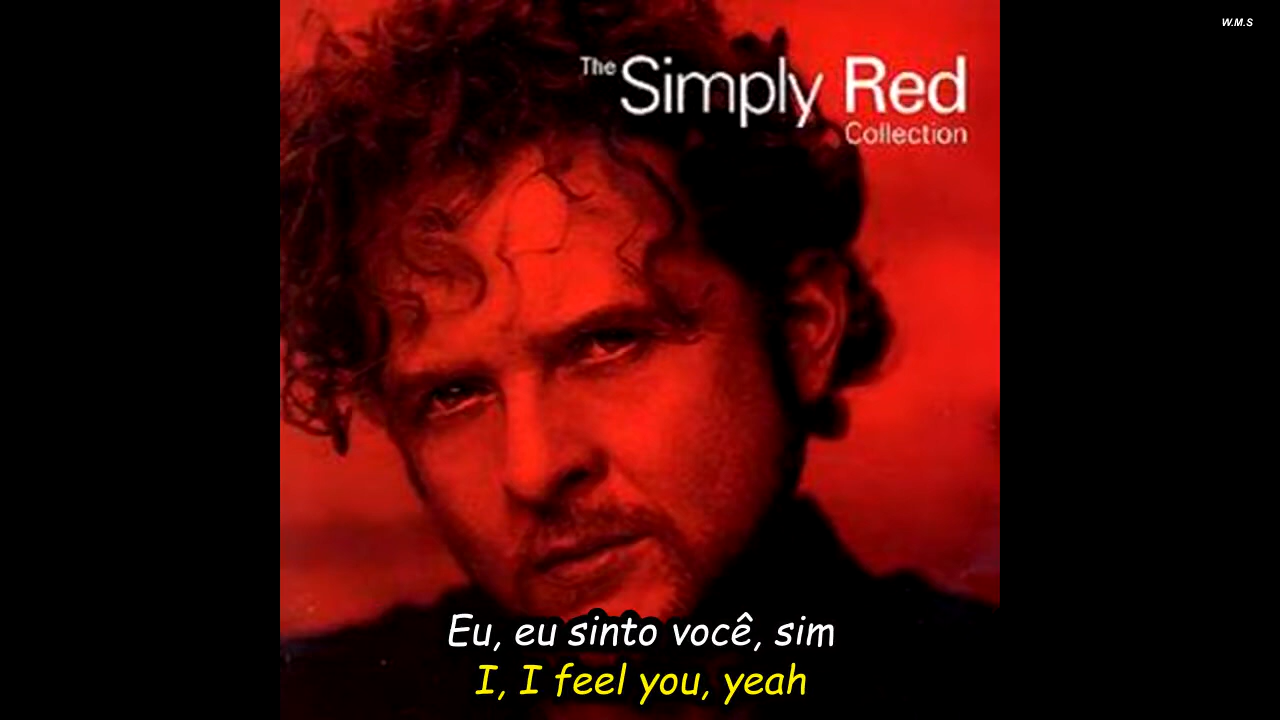 W.M.S
The Simply Red
Collection
Eu, eu sinto você, sim
I, I feel you, yeah